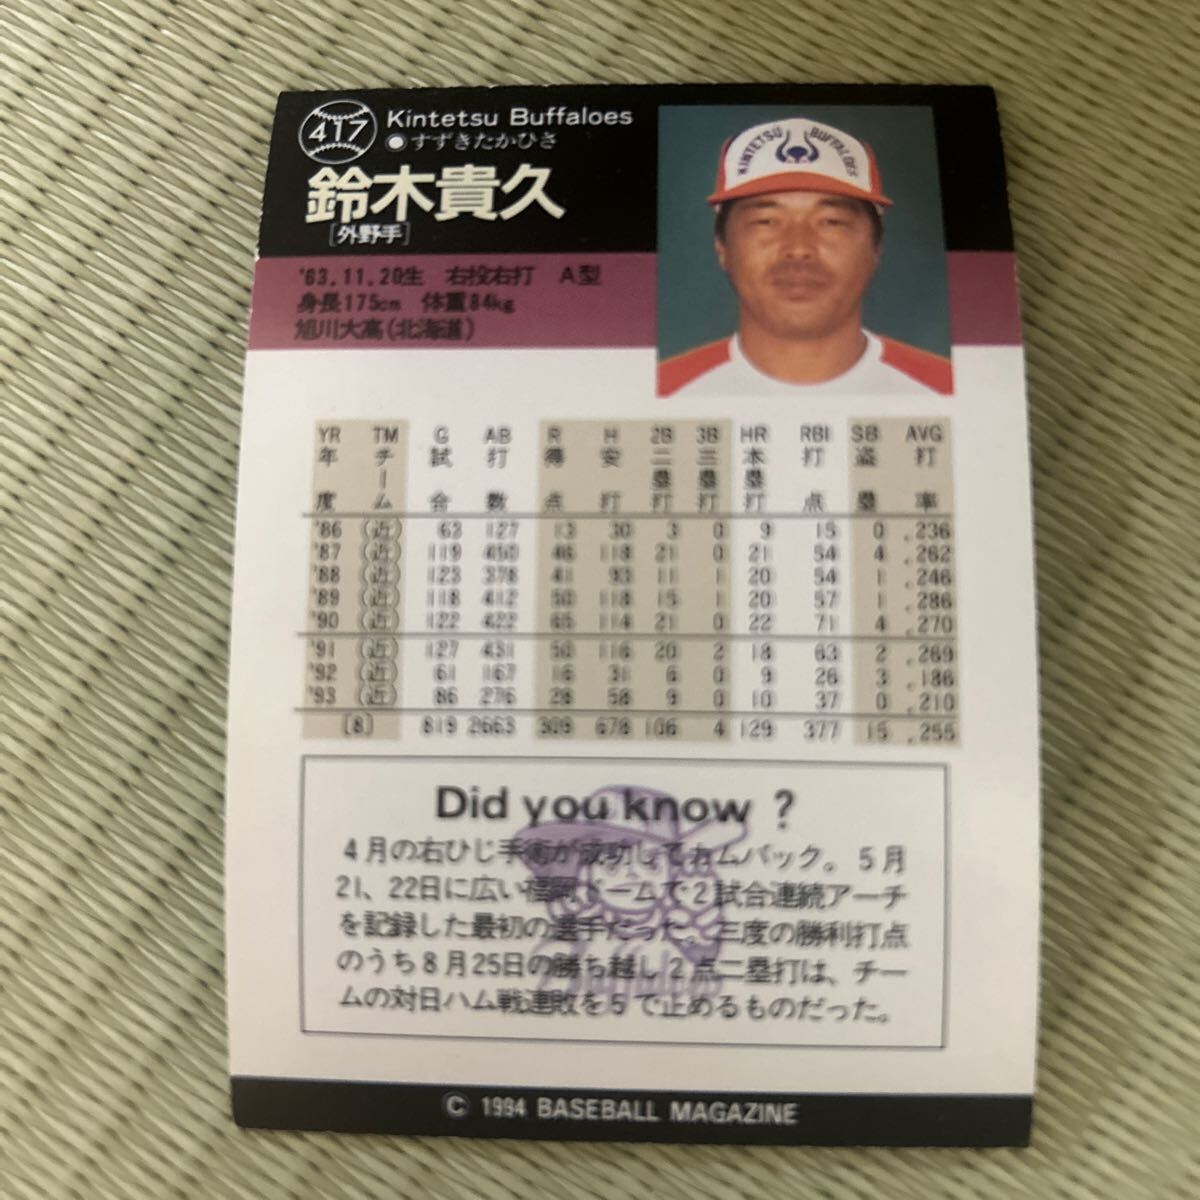 417
Kintetsu Buffaloes
●すずきたかひさ
鈴木貴久
[外野手]
KINTETSU BUFFALOES
'63.11.20生 右投右打 A型
身長175cm 体重84kg
旭川大高(北海道)
YR TM G AB R H 2B 3B HR RBI SB AVG
年度 チーム 試合 打数 得点 安打 二塁打 三塁打 本塁打 打点 盗塁 打率
'86 (近) 63 127 13 30 3 0 9 15 0 .236
'87 (近) 119 450 46 118 21 0 21 54 4 .262
'88 (近) 123 378 41 93 11 1 20 54 1 .246
'89 (近) 118 412 50 118 15 1 20 57 1 .286
'90 (近) 122 422 65 114 21 0 22 71 4 .270
'91 (近) 127 431 50 116 20 2 18 63 2 .269
'92 (近) 61 167 16 31 6 0 9 26 3 .186
'93 (近) 86 276 28 58 9 0 10 37 0 .210
(8) 819 2663 309 678 106 4 129 377 15 .255
Did you know ?
4月の右ひじ手術が成功してカムバック。5月
21、22日に広い福岡ドームで2試合連続アーチ
を記録した最初の選手だった。三度の勝利打点
のうち8月25日の勝ち越し2点二塁打は、チー
ムの対日ハム戦連敗を5で止めるものだった。
© 1994 BASEBALL MAGAZINE